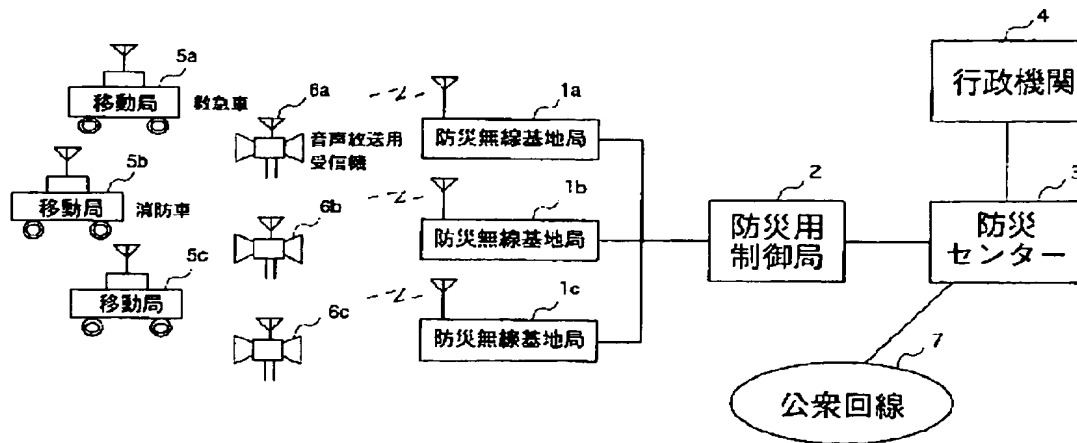 5a
移動局
救急車
5b
移動局
消防車
5c
移動局
6a
音声放送用
受信機
6b
6c
1a
防災無線基地局
1b
防災無線基地局
1c
防災無線基地局
2
防災用
制御局
4
行政機関
3
防災
センター
7
公衆回線